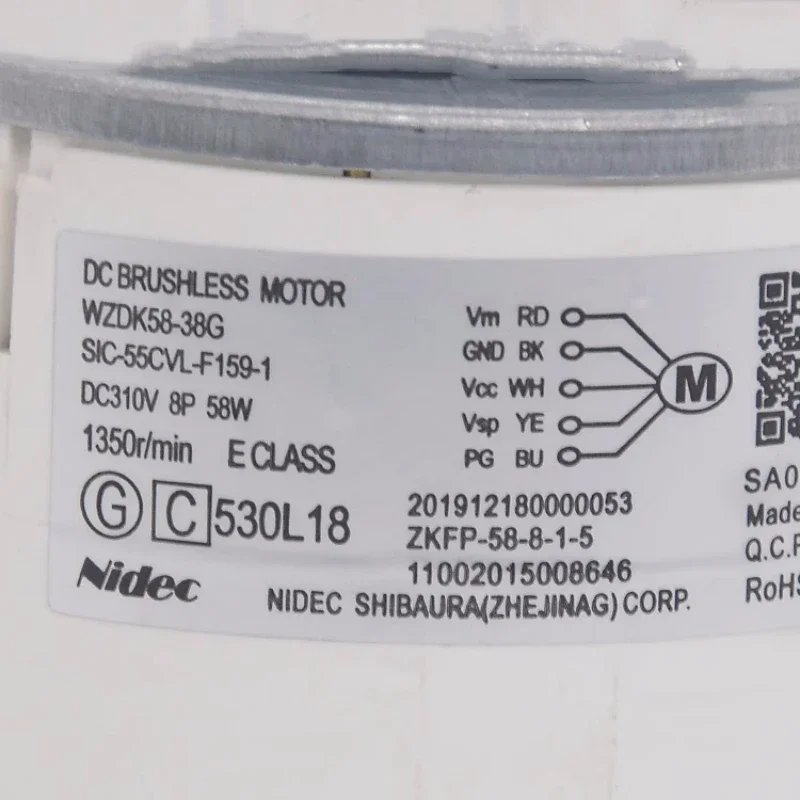 DC BRUSHLESS MOTOR
WZDK58-38G
SIC-55CVL-F159-1
DC310V 8P 58W
1350r/min E CLASS
G C 530L18
Nidec
Vm RD
GND BK
Vcc WH
Vsp YE
PG BU
M
201912180000053
ZKFP-58-8-1-5
11002015008646
NIDEC SHIBAURA(ZHEJINAG) CORP.
SA0
Made
Q.C.P
RoHS